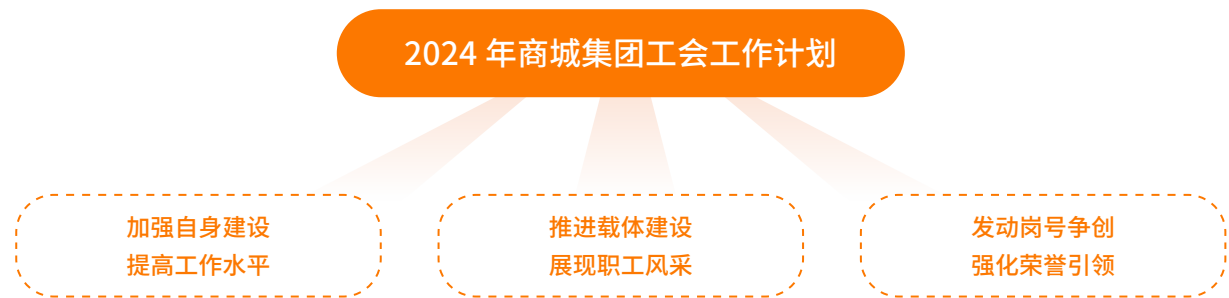 2024 年商城集团工会工作计划
加强自身建设
提高工作水平
推进载体建设
展现职工风采
发动岗号争创
强化荣誉引领